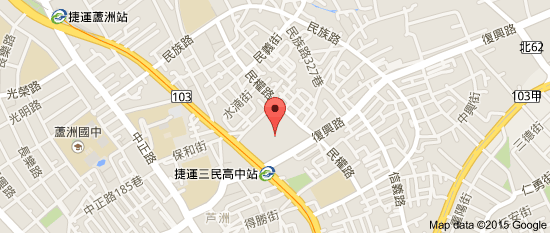 捷運蘆洲站
民族路
民義街
民族路327巷
復興路
北62
長樂路
光榮路
光明路
中正路
民族路
水湳街
民權路
103
103甲
中興街
三德街
蘆洲國中
保和街
復興路
捷運三民高中站
民權路
信義路
中正路185巷
中正路
蘆洲
得勝街
仁勇街
Map data ©2015 Google